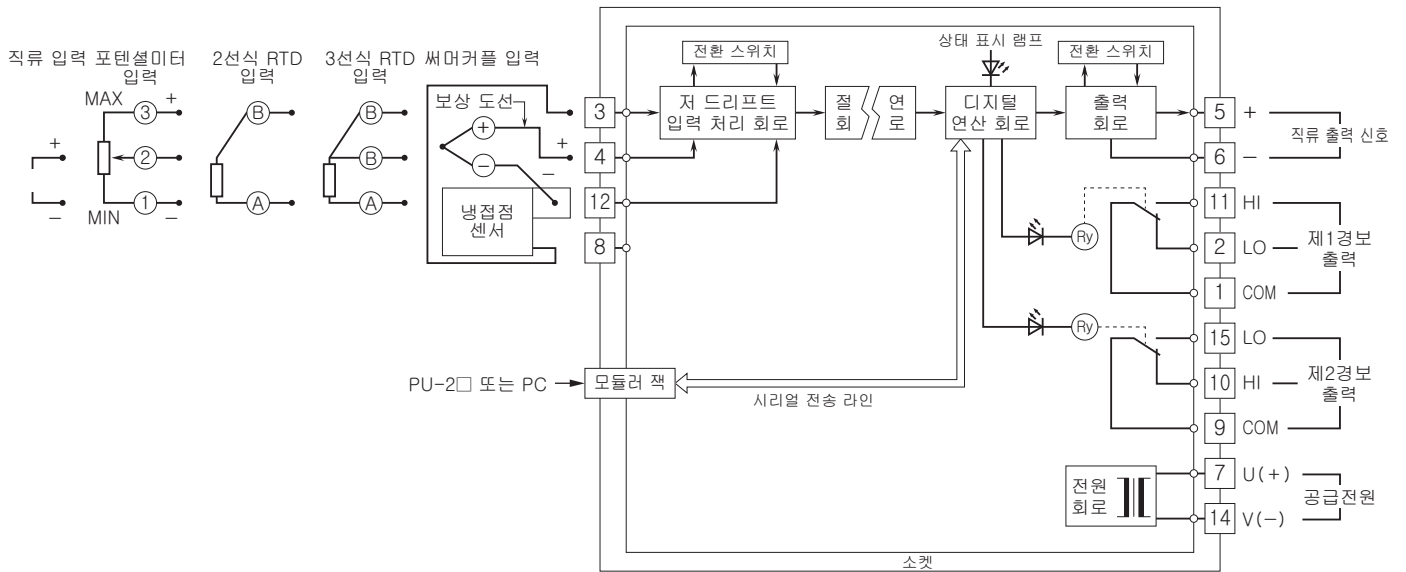 직류 입력 포텐셜미터
입력
2선식 RTD
입력
3선식 RTD
입력
써머커플 입력
MAX
MIN
+
−
3
+
2
1
−
B
A
B
B
A
보상 도선
+
−
+
−
냉접점
센서
3
4
12
8
전환 스위치
저 드리프트
입력 처리 회로
절 연
회 로
상태 표시 램프
디지털
연산 회로
전환 스위치
출력
회로
Ry
Ry
5 +
6 −
직류 출력 신호
11 HI
2 LO
1 COM
제1경보
출력
15 LO
10 HI
9 COM
제2경보
출력
7 U(+)
14 V(−)
공급전원
전원
회로
PU-2□ 또는 PC
모듈러 잭
시리얼 전송 라인
소켓